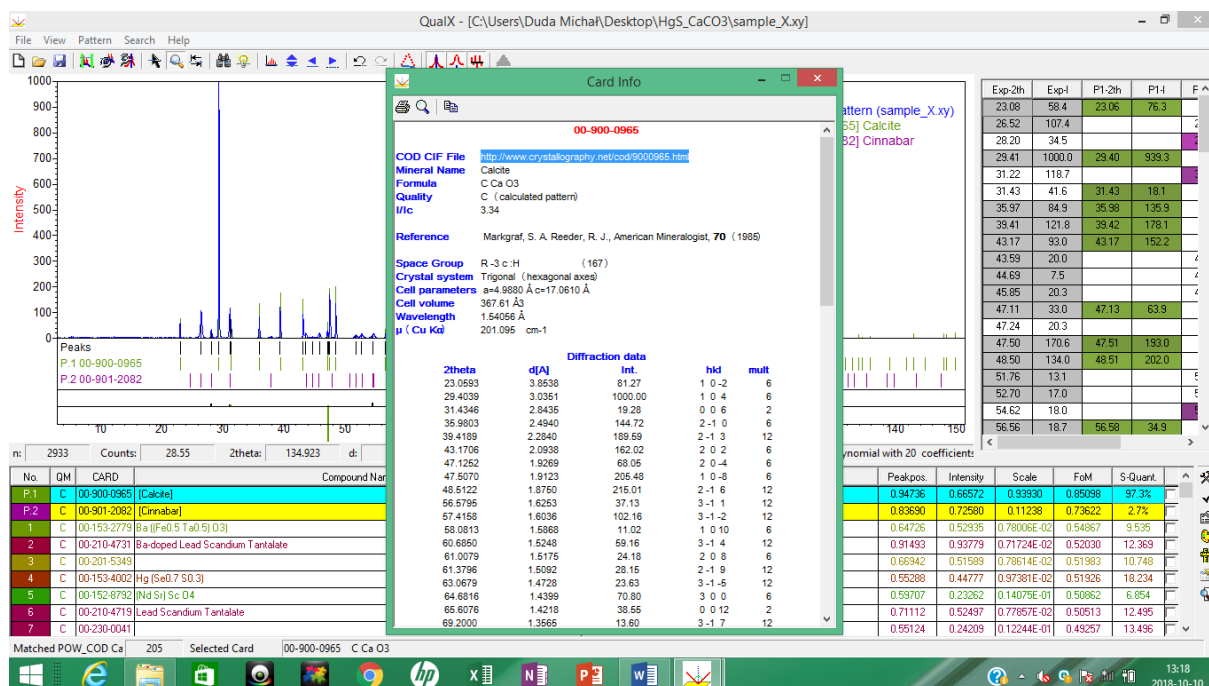 QualX - [C:\Users\Duda Michał\Desktop\HgS_CaCO3\sample_X.xy]
File View Pattern Search Help
Card Info
00-900-0965
COD CIF File http://www.crystallography.net/cod/9000965.html
Mineral Name Calcite
Formula C Ca O3
Quality C (calculated pattern)
I/Ic 3.34
Reference Markgraf, S. A. Reeder, R. J., American Mineralogist, 70 (1985)
Space Group R -3 c :H (167)
Crystal system Trigonal (hexagonal axes)
Cell parameters a=4.9880 Å c=17.0610 Å
Cell volume 367.61 Å3
Wavelength 1.54056 Å
μ (Cu Kα) 201.095 cm-1
Diffraction data
2theta d[A] Int. hkl mult
23.0593 3.8538 81.27 1 0 -2 6
29.4039 3.0351 1000.00 1 0 4 6
31.4346 2.8435 19.28 0 0 6 2
35.9803 2.4940 144.72 2 -1 0 6
39.4189 2.2840 189.59 2 -1 3 12
43.1706 2.0938 162.02 2 0 2 6
47.1252 1.9269 68.05 2 0 -4 6
47.5070 1.9123 205.48 1 0 -8 6
48.5122 1.8750 215.01 2 -1 6 12
56.5795 1.6253 37.13 3 -1 1 12
57.4158 1.6036 102.16 3 -1 -2 12
58.0813 1.5868 11.02 1 0 10 6
60.6850 1.5248 59.16 3 -1 4 12
61.0079 1.5175 24.18 2 0 8 6
61.3796 1.5092 28.15 2 -1 9 12
63.0679 1.4728 23.63 3 -1 -5 12
64.6816 1.4399 70.80 3 0 0 6
65.6076 1.4218 38.55 0 0 12 2
69.2000 1.3565 13.60 3 -1 7 12
Intensity
1000
900
800
700
600
500
400
300
200
100
0
attern (sample_X.xy)
65] Calcite
82] Cinnabar
Peaks
P.1 00-900-0965
P.2 00-901-2082
10 20 30 40 50 140 150
Exp-2th Exp-I P1-2th P1-I F
23.08 58.4 23.06 76.3
26.52 107.4
28.20 34.5
29.41 1000.0 29.40 939.3
31.22 118.7
31.43 41.6 31.43 18.1
35.97 84.9 35.98 135.9
39.41 121.8 39.42 178.1
43.17 93.0 43.17 152.2
43.59 20.0
44.69 7.5
45.85 20.3
47.11 33.0 47.13 63.9
47.24 20.3
47.50 170.6 47.51 193.0
48.50 134.0 48.51 202.0
51.76 13.1
52.70 17.0
54.62 18.0
56.56 18.7 56.58 34.9
n: 2933 Counts: 28.55 2theta: 134.923 d: ynomial with 20 coefficients
No. QM CARD Compound Nar Peakpos. Intensity Scale FoM S-Quant.
P.1 C 00-900-0965 [Calcite] 0.94736 0.66572 0.93930 0.85098 97.3%
P.2 C 00-901-2082 [Cinnabar] 0.83690 0.72580 0.11238 0.73622 2.7%
1 C 00-153-2779 Ba ((Fe0.5 Ta0.5) O3) 0.64726 0.52935 0.78006E-02 0.54867 9.535
2 C 00-210-4731 Ba-doped Lead Scandium Tantalate 0.91493 0.93779 0.71724E-02 0.52030 12.369
3 C 00-201-5349 0.66942 0.51589 0.78614E-02 0.51983 10.748
4 C 00-153-4002 Hg (Se0.7 S0.3) 0.55288 0.44777 0.97381E-02 0.51926 18.234
5 C 00-152-8792 (Nd Sr) Sc O4 0.59707 0.23262 0.14075E-01 0.50862 6.854
6 C 00-210-4719 Lead Scandium Tantalate 0.71112 0.52497 0.77857E-02 0.50513 12.495
7 C 00-230-0041 0.55124 0.24209 0.12244E-01 0.49257 13.496
Matched POW_COD Ca 205 Selected Card 00-900-0965 C Ca O3
13:18
2018-10-10